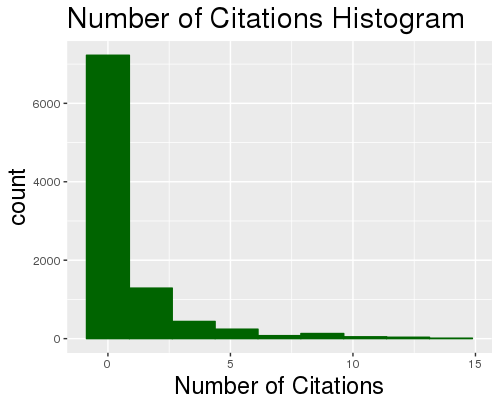 Number of Citations Histogram
count
6000
4000
2000
0
0 5 10 15
Number of Citations